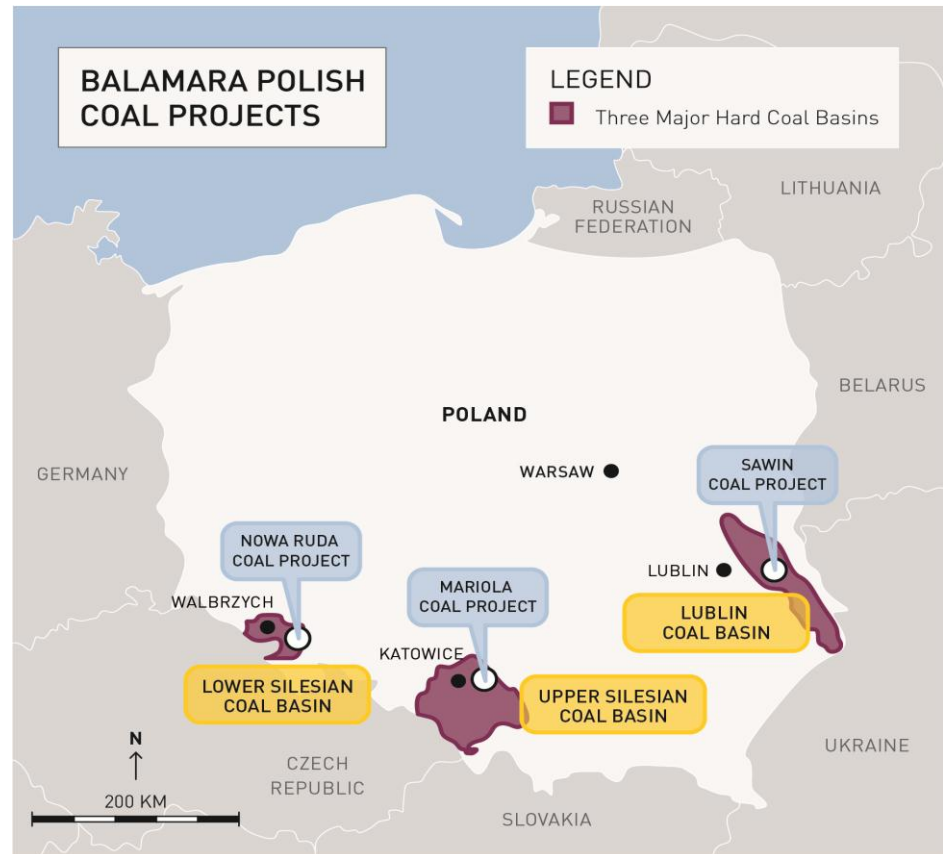 BALAMARA POLISH
COAL PROJECTS
LEGEND
Three Major Hard Coal Basins
LITHUANIA
RUSSIAN
FEDERATION
BELARUS
POLAND
GERMANY
WARSAW
SAWIN
COAL PROJECT
NOWA RUDA
COAL PROJECT
LUBLIN
MARIOLA
COAL PROJECT
WALBRZYCH
LUBLIN
COAL BASIN
KATOWICE
LOWER SILESIAN
COAL BASIN
UPPER SILESIAN
COAL BASIN
UKRAINE
N
CZECH
REPUBLIC
200 KM
SLOVAKIA